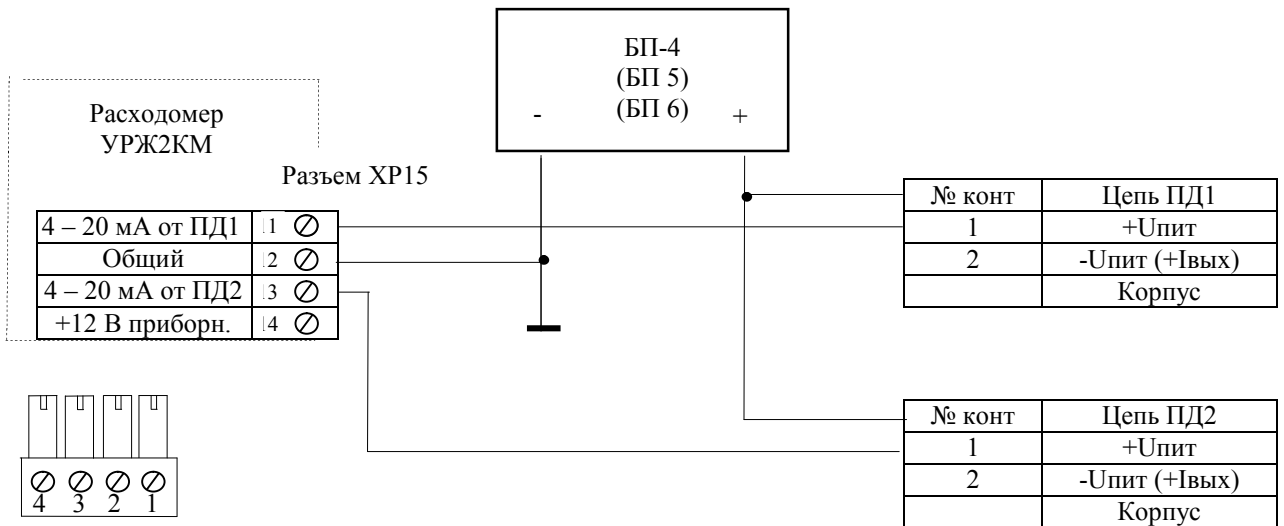 БП-4
(БП 5)
(БП 6)
- +
Расходомер
УРЖ2КМ
Разъем ХР15
4 – 20 мА от ПД1 1
Общий 2
4 – 20 мА от ПД2 3
+12 В приборн. 4
№ конт Цепь ПД1
1 +Uпит
2 -Uпит (+Iвых)
Корпус
№ конт Цепь ПД2
1 +Uпит
2 -Uпит (+Iвых)
Корпус
4 3 2 1